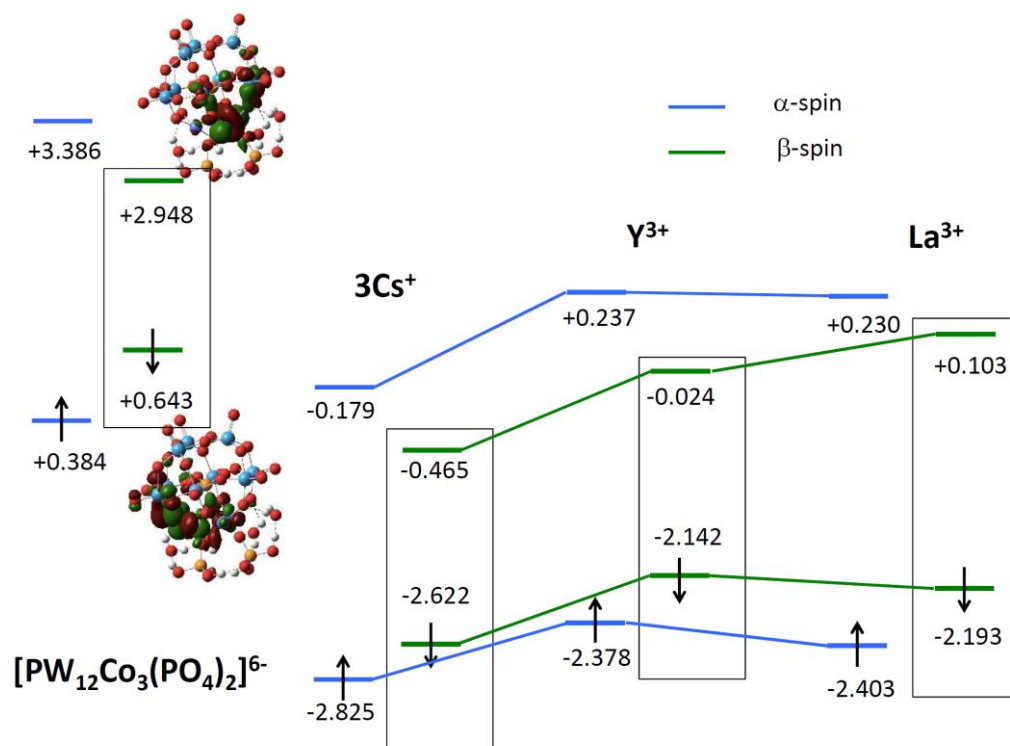 α-spin
β-spin
+3.386
+2.948
+0.643
+0.384
3Cs⁺
Y³⁺
La³⁺
-0.179
+0.237
+0.230
-0.465
-0.024
+0.103
-2.622
-2.142
-2.193
-2.825
-2.378
-2.403
[PW₁₂Co₃(PO₄)₂]⁶⁻